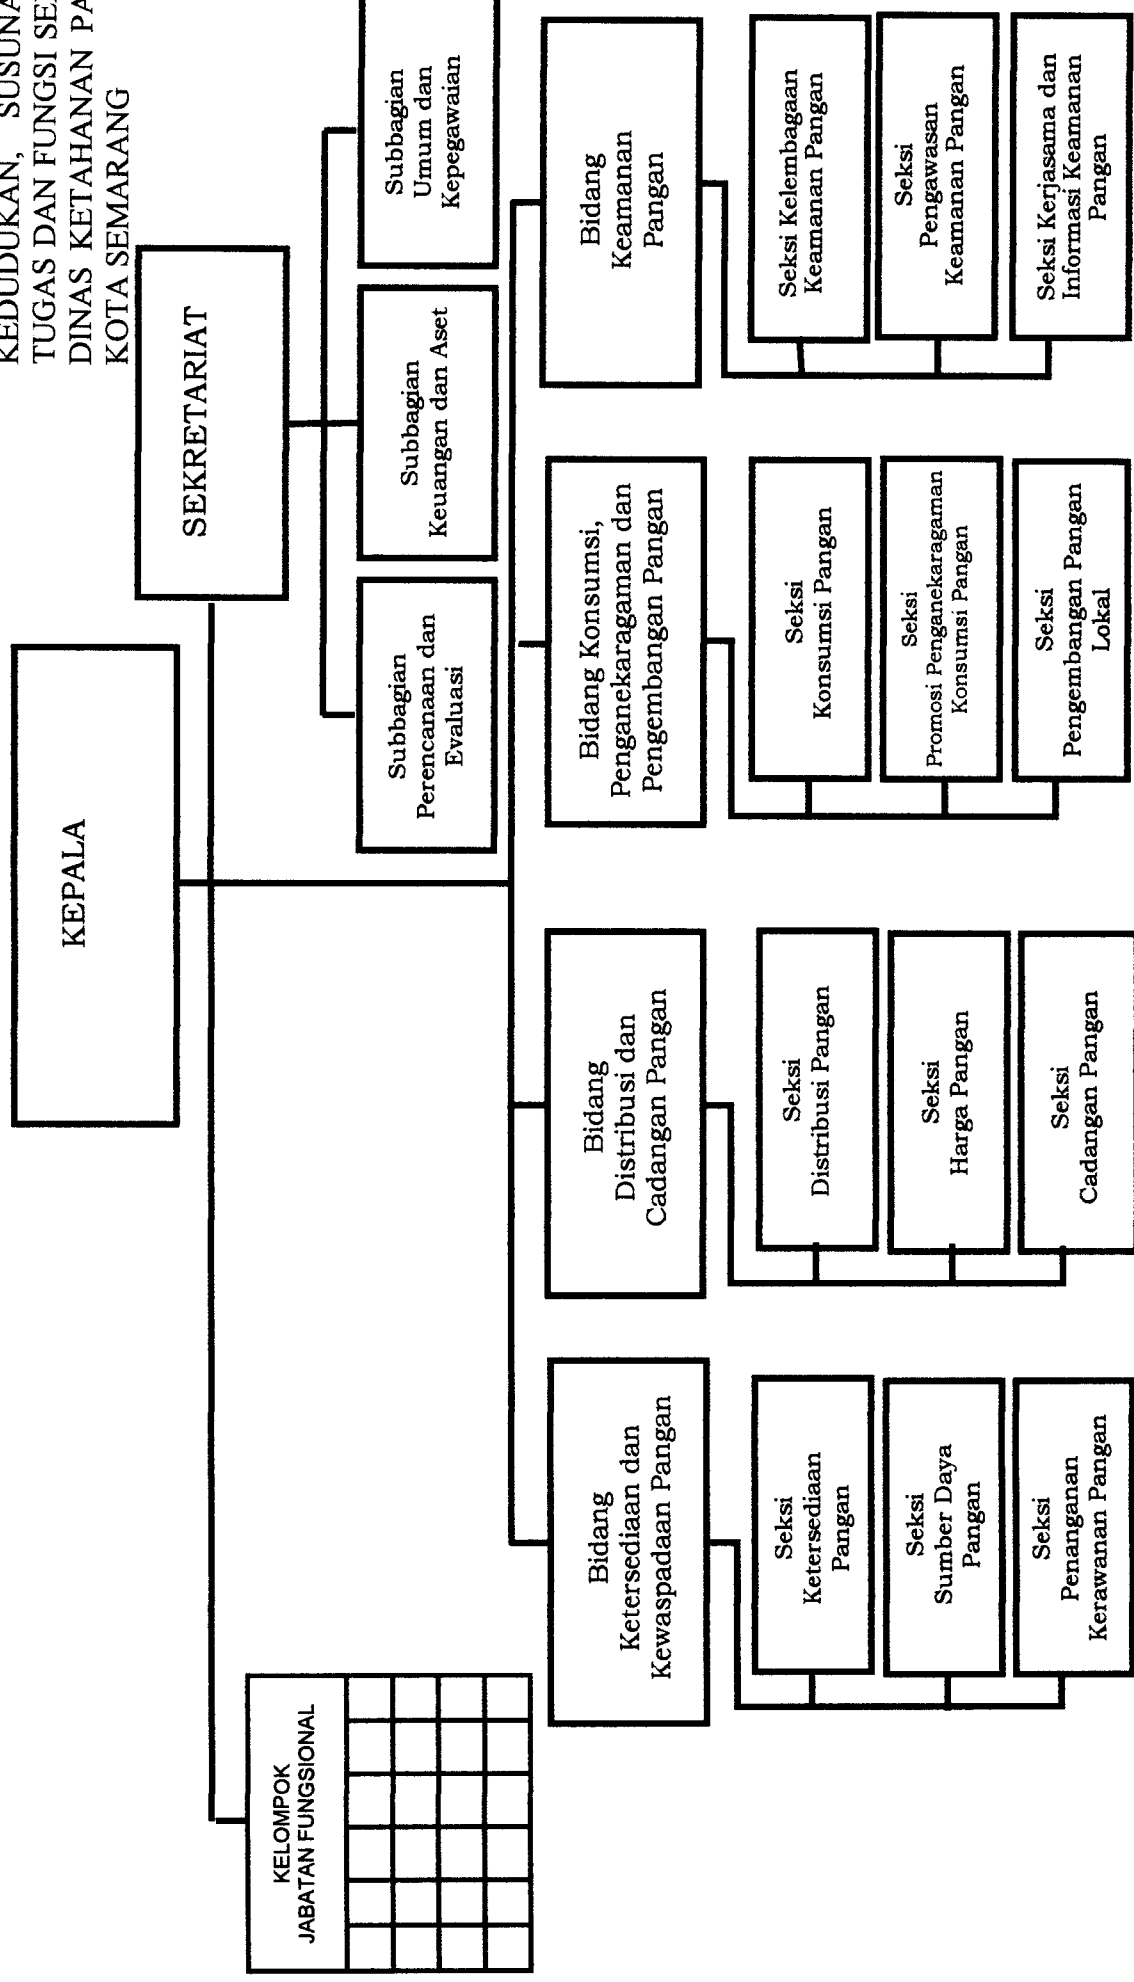 KEDUDUKAN, SUSUNA
TUGAS DAN FUNGSI SE
DINAS KETAHANAN PA
KOTA SEMARANG
KEPALA
SEKRETARIAT
KELOMPOK
JABATAN FUNGSIONAL
Subbagian
Perencanaan dan
Evaluasi
Subbagian
Keuangan dan Aset
Subbagian
Umum dan
Kepegawaian
Bidang
Ketersediaan dan
Kewaspadaan Pangan
Seksi
Ketersediaan
Pangan
Seksi
Sumber Daya
Pangan
Seksi
Penanganan
Kerawanan Pangan
Bidang
Distribusi dan
Cadangan Pangan
Seksi
Distribusi Pangan
Seksi
Harga Pangan
Seksi
Cadangan Pangan
Bidang Konsumsi,
Penganekaragaman dan
Pengembangan Pangan
Seksi
Konsumsi Pangan
Seksi
Promosi Penganekaragaman
Konsumsi Pangan
Seksi
Pengembangan Pangan
Lokal
Bidang
Keamanan
Pangan
Seksi Kelembagaan
Keamanan Pangan
Seksi
Pengawasan
Keamanan Pangan
Seksi Kerjasama dan
Informasi Keamanan
Pangan